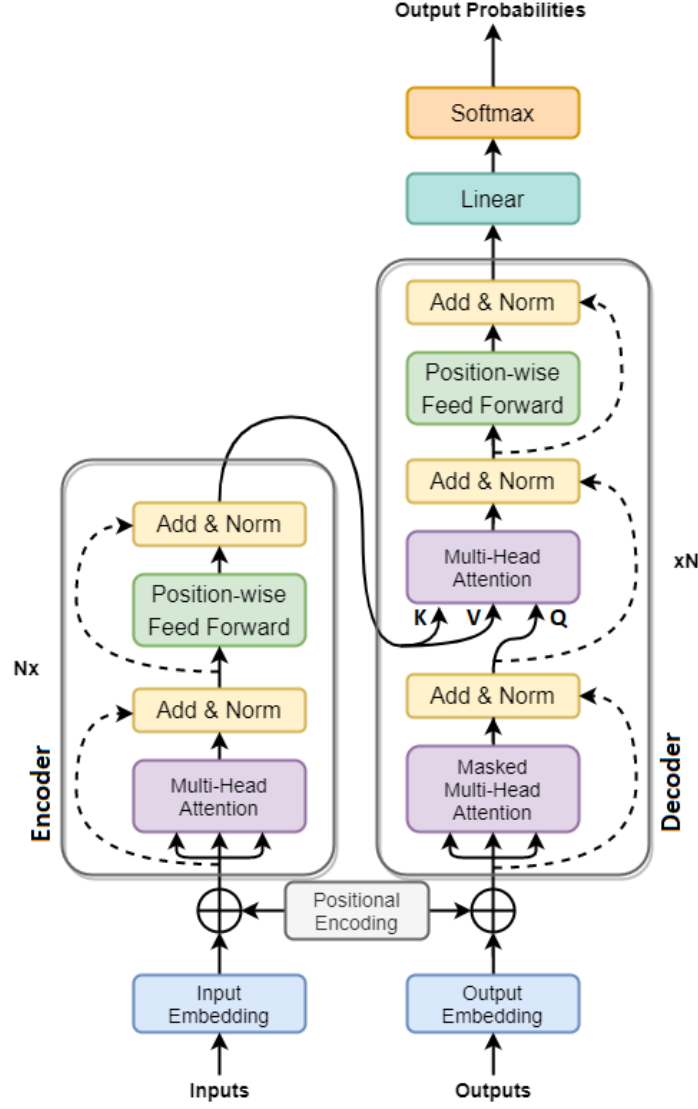 Output Probabilities
Softmax
Linear
Add & Norm
Position-wise
Feed Forward
Add & Norm
Multi-Head
Attention
K V Q
xN
Add & Norm
Masked
Multi-Head
Attention
Decoder
Add & Norm
Position-wise
Feed Forward
Nx
Add & Norm
Multi-Head
Attention
Encoder
Positional
Encoding
Input
Embedding
Output
Embedding
Inputs
Outputs